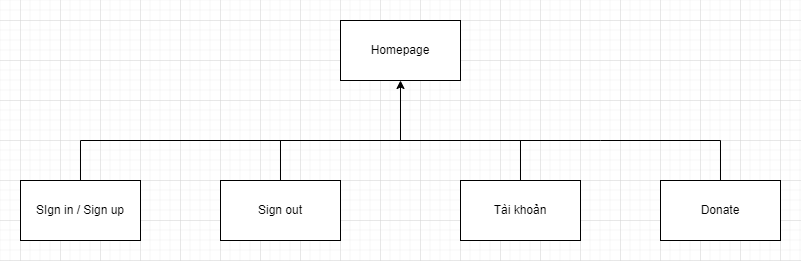 Homepage
SIgn in / Sign up
Sign out
Tài khoản
Donate